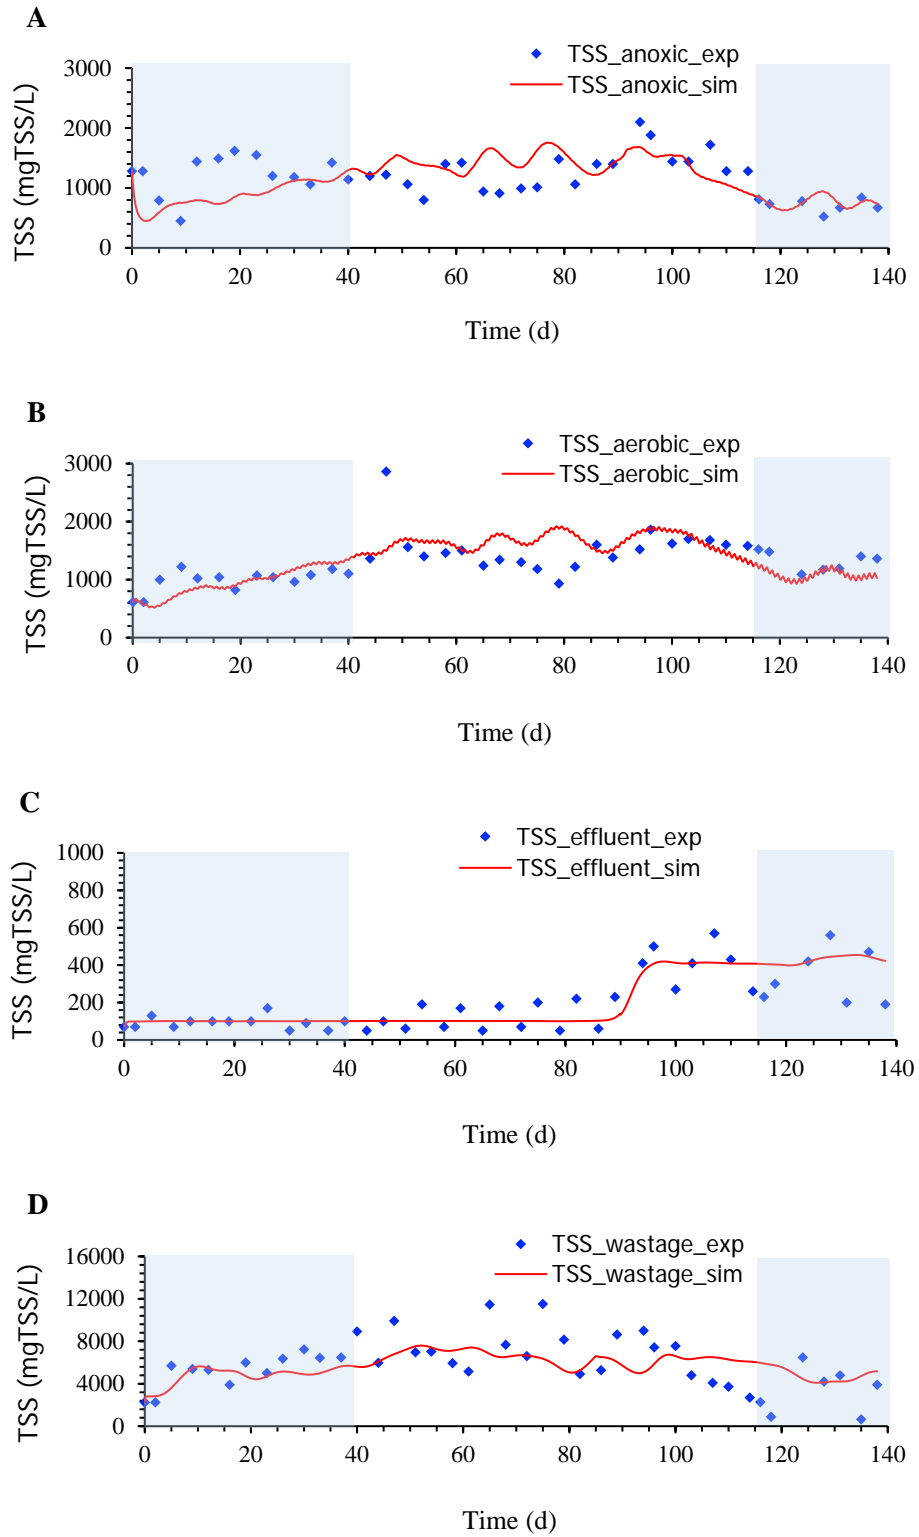 A
TSS_anoxic_exp
TSS_anoxic_sim
TSS (mgTSS/L)
3000
2000
1000
0
0 20 40 60 80 100 120 140
Time (d)
B
TSS_aerobic_exp
TSS_aerobic_sim
TSS (mgTSS/L)
3000
2000
1000
0
0 20 40 60 80 100 120 140
Time (d)
C
TSS_effluent_exp
TSS_effluent_sim
TSS (mgTSS/L)
1000
800
600
400
200
0
0 20 40 60 80 100 120 140
Time (d)
D
TSS_wastage_exp
TSS_wastage_sim
TSS (mgTSS/L)
16000
12000
8000
4000
0
0 20 40 60 80 100 120 140
Time (d)